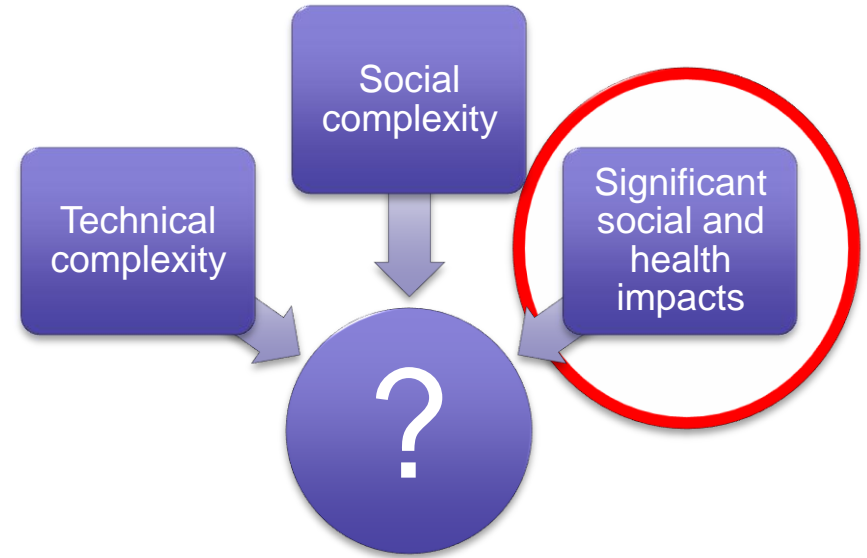 Social
complexity
Technical
complexity
Significant
social and
health
impacts
?